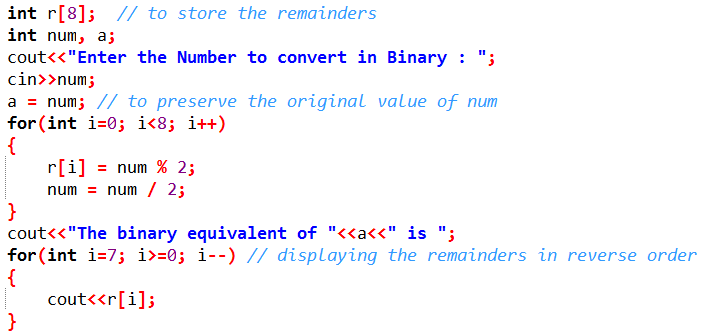 int r[8];  // to store the remainders
int num, a;
cout<<"Enter the Number to convert in Binary : ";
cin>>num;
a = num; // to preserve the original value of num
for(int i=0; i<8; i++)
{
    r[i] = num % 2;
    num = num / 2;
}
cout<<"The binary equivalent of "<<a<<" is ";
for(int i=7; i>=0; i--) // displaying the remainders in reverse order
{
    cout<<r[i];
}